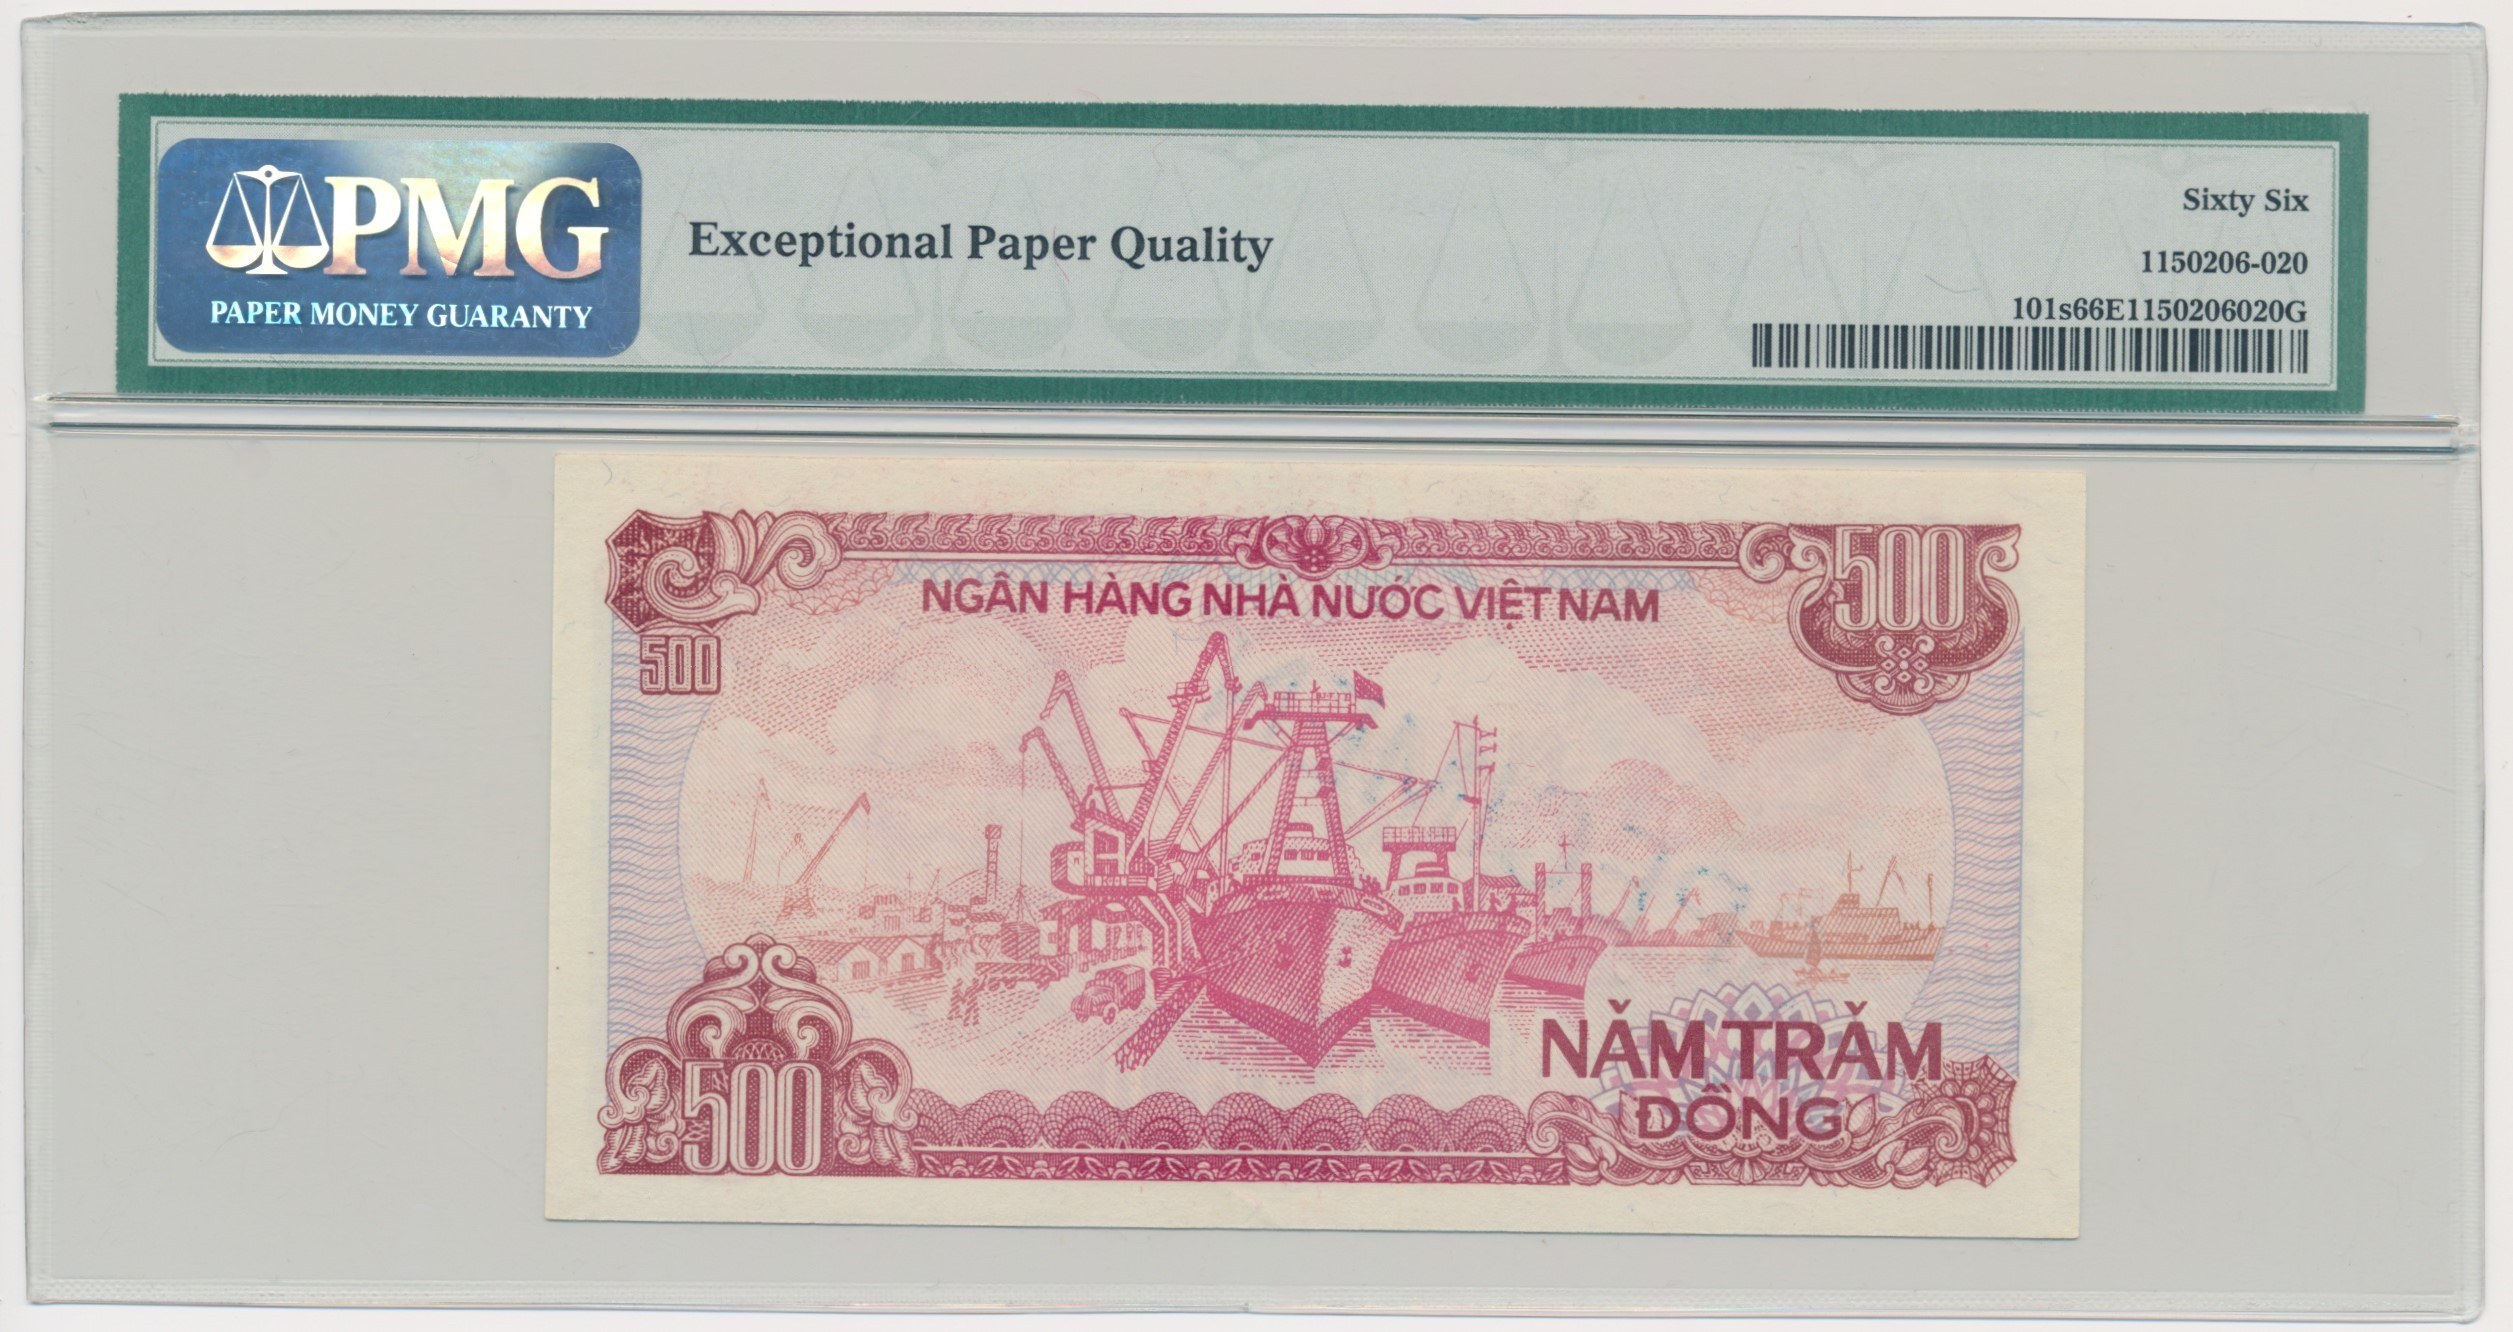 PMG
PAPER MONEY GUARANTY
Exceptional Paper Quality
Sixty Six
1150206-020
101s66E1150206020G
500
NGÂN HÀNG NHÀ NƯỚC VIỆT NAM
500
500
NĂM TRĂM
ĐỒNG